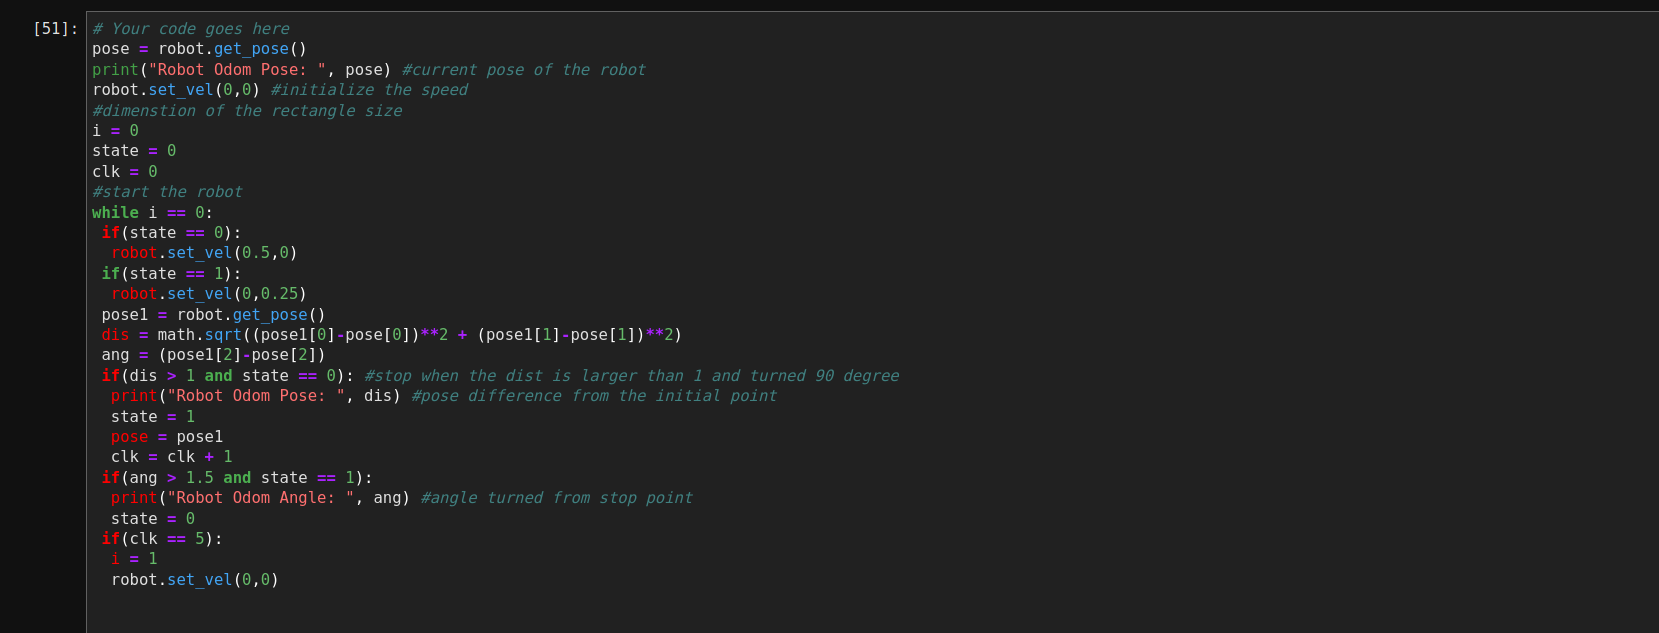 [51]: # Your code goes here
pose = robot.get_pose()
print("Robot Odom Pose: ", pose) #current pose of the robot
robot.set_vel(0,0) #initialize the speed
#dimenstion of the rectangle size
i = 0
state = 0
clk = 0
#start the robot
while i == 0:
 if(state == 0):
  robot.set_vel(0.5,0)
 if(state == 1):
  robot.set_vel(0,0.25)
 pose1 = robot.get_pose()
 dis = math.sqrt((pose1[0]-pose[0])**2 + (pose1[1]-pose[1])**2)
 ang = (pose1[2]-pose[2])
 if(dis > 1 and state == 0): #stop when the dist is larger than 1 and turned 90 degree
  print("Robot Odom Pose: ", dis) #pose difference from the initial point
  state = 1
  pose = pose1
  clk = clk + 1
 if(ang > 1.5 and state == 1):
  print("Robot Odom Angle: ", ang) #angle turned from stop point
  state = 0
 if(clk == 5):
  i = 1
  robot.set_vel(0,0)